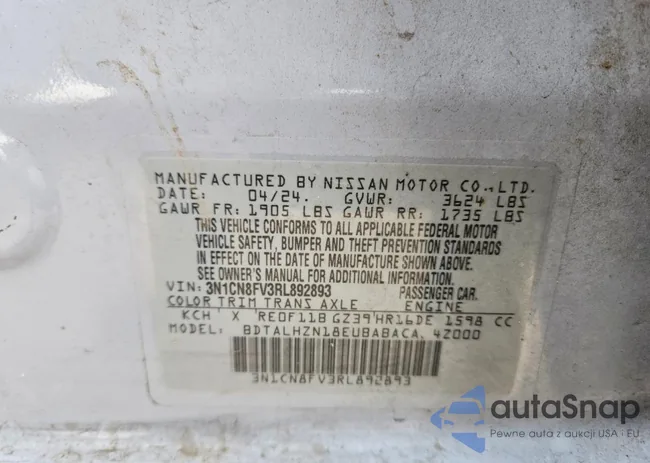 MANUFACTURED BY NISSAN MOTOR CO., LTD.
DATE: 04/24. GVWR: 3624 LBS
GAWR FR: 1905 LBS GAWR RR: 1735 LBS
THIS VEHICLE CONFORMS TO ALL APPLICABLE FEDERAL MOTOR
VEHICLE SAFETY, BUMPER AND THEFT PREVENTION STANDARDS
IN EFFECT ON THE DATE OF MANUFACTURE SHOWN ABOVE.
SEE OWNER'S MANUAL FOR ADDITIONAL INFORMATION.
VIN: 3N1CN8FV3RL892893 PASSENGER CAR.
COLOR TRIM TRANS AXLE ENGINE
KCH X RE0F11B GZ39 HR16DE 1598 CC
MODEL: BDTALHZN18EUBABACA, 42000
3N1CN8FV3RL892893
autaSnap
Pewne auta z aukcji USA - EU